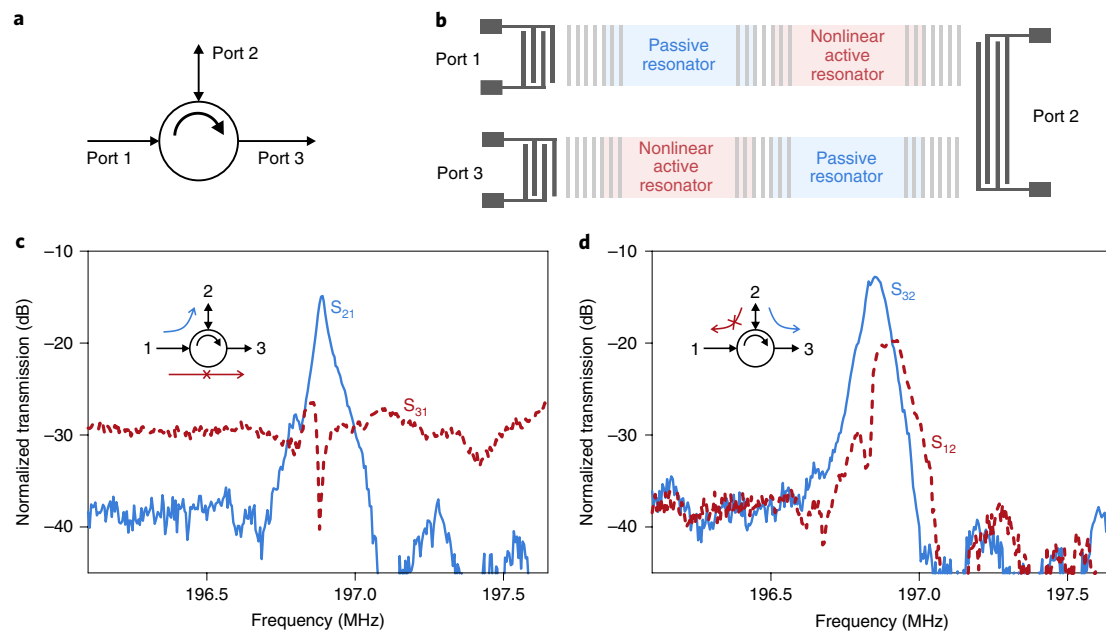 a
Port 2
Port 1
Port 3
b
Port 1
Passive
resonator
Nonlinear
active
resonator
Port 2
Port 3
Nonlinear
active
resonator
Passive
resonator
c
Normalized transmission (dB)
–10
–20
–30
–40
2
1
3
S21
S31
196.5
197.0
197.5
Frequency (MHz)
d
Normalized transmission (dB)
–10
–20
–30
–40
2
1
3
S32
S12
196.5
197.0
197.5
Frequency (MHz)